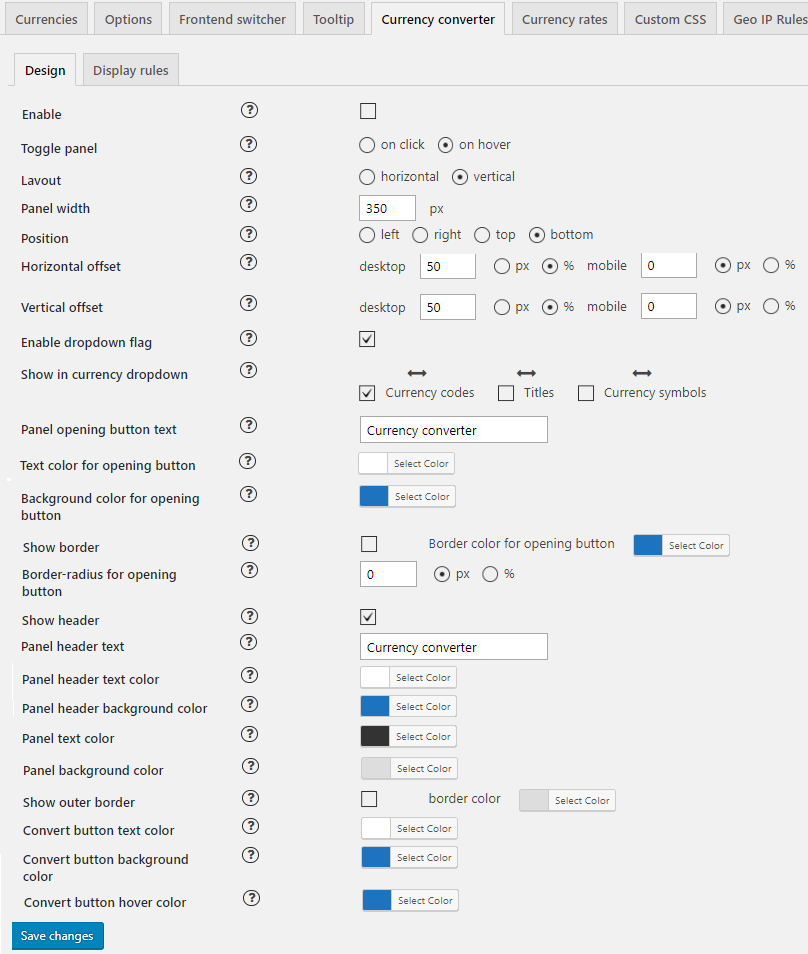 Currencies Options Frontend switcher Tooltip Currency converter Currency rates Custom CSS Geo IP Rules
Design Display rules
Enable ?
Toggle panel ? on click on hover
Lavout ? horizontal vertical
Panel width ? 350 px
Position ? left right top bottom
Horizontal offset ? desktop 50 px % mobile 0 px %
Vertical offset ? desktop 50 px % mobile 0 px %
Enable dropdown flag ?
Show in currency dropdown ? Currency codes Titles Currency symbols
Panel opening button text ? Currency converter
Text color for opening button ? Select Color
Background color for opening ? Select Color
button
Show border ? Border color for opening button Select Color
Border-radius for opening ? 0 px %
button
Show header ?
Panel header text ? Currency converter
Panel header text color ? Select Color
Panel header background color ? Select Color
Panel text color ? Select Color
Panel background color ? Select Color
Show outer border ? border color Select Color
Convert button text color ? Select Color
Convert button background ? Select Color
color
Convert button hover color ? Select Color
Save changes